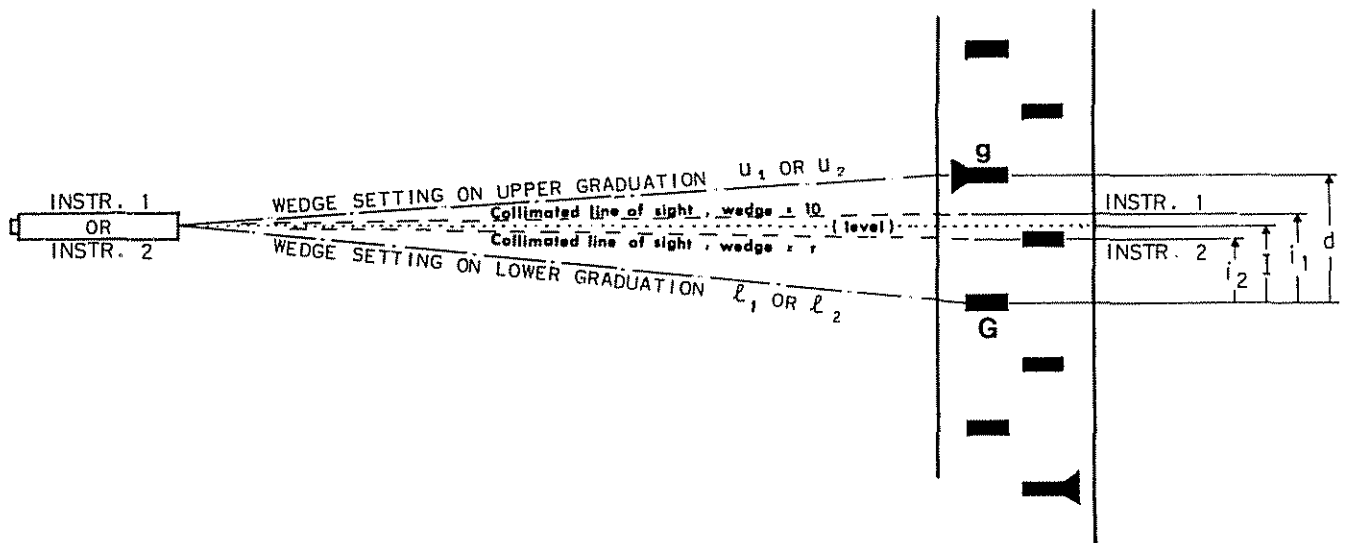 g
WEDGE SETTING ON UPPER GRADUATION U₁ OR U₂
INSTR. 1
OR
INSTR. 2
Collimated line of sight, wedge = 10
(level)
Collimated line of sight, wedge = r
WEDGE SETTING ON LOWER GRADUATION ℓ₁ OR ℓ₂
INSTR. 1
INSTR. 2
i₂
I
i₁
d
G